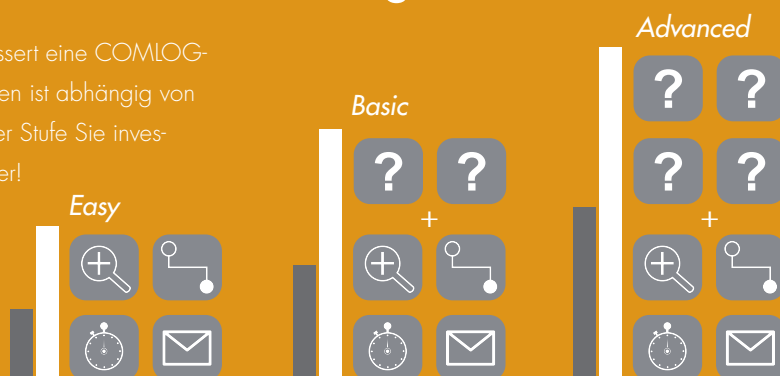 ssert eine COMLOG-
en ist abhängig von
er Stufe Sie inves-
er!
Easy
Basic
? ?
+
Advanced
? ?
? ?
+